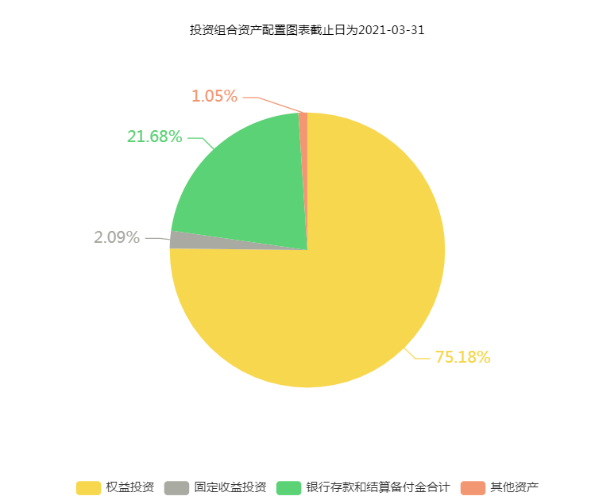 投资组合资产配置图表截止日为2021-03-31
1.05%
21.68%
2.09%
75.18%
权益投资 固定收益投资 银行存款和结算备付金合计 其他资产